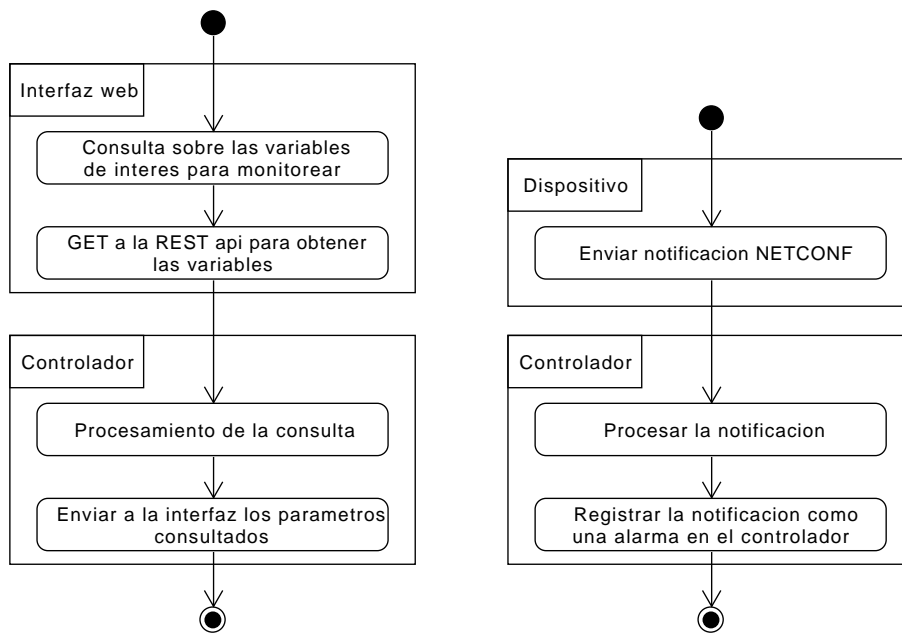 Interfaz web
Consulta sobre las variables
de interes para monitorear
GET a la REST api para obtener
las variables
Controlador
Procesamiento de la consulta
Enviar a la interfaz los parametros
consultados
Dispositivo
Enviar notificacion NETCONF
Controlador
Procesar la notificacion
Registrar la notificacion como
una alarma en el controlador